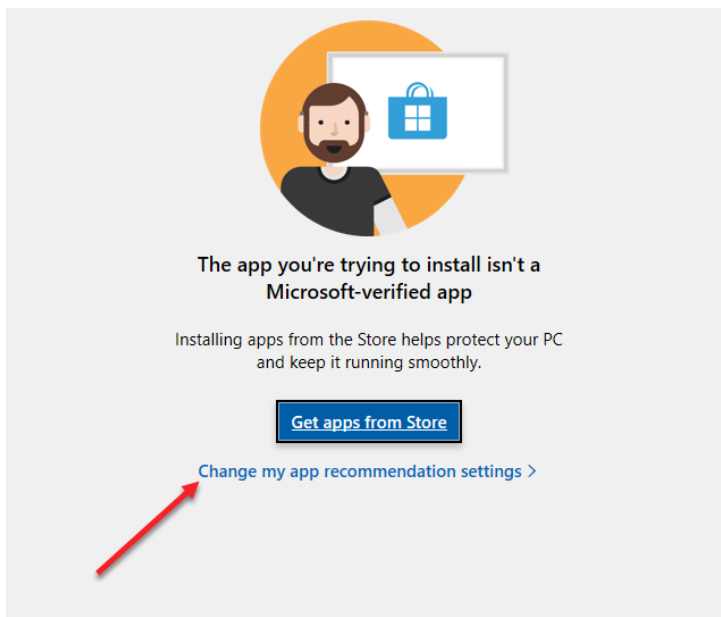 The app you're trying to install isn't a
Microsoft-verified app
Installing apps from the Store helps protect your PC
and keep it running smoothly.
Get apps from Store
Change my app recommendation settings >